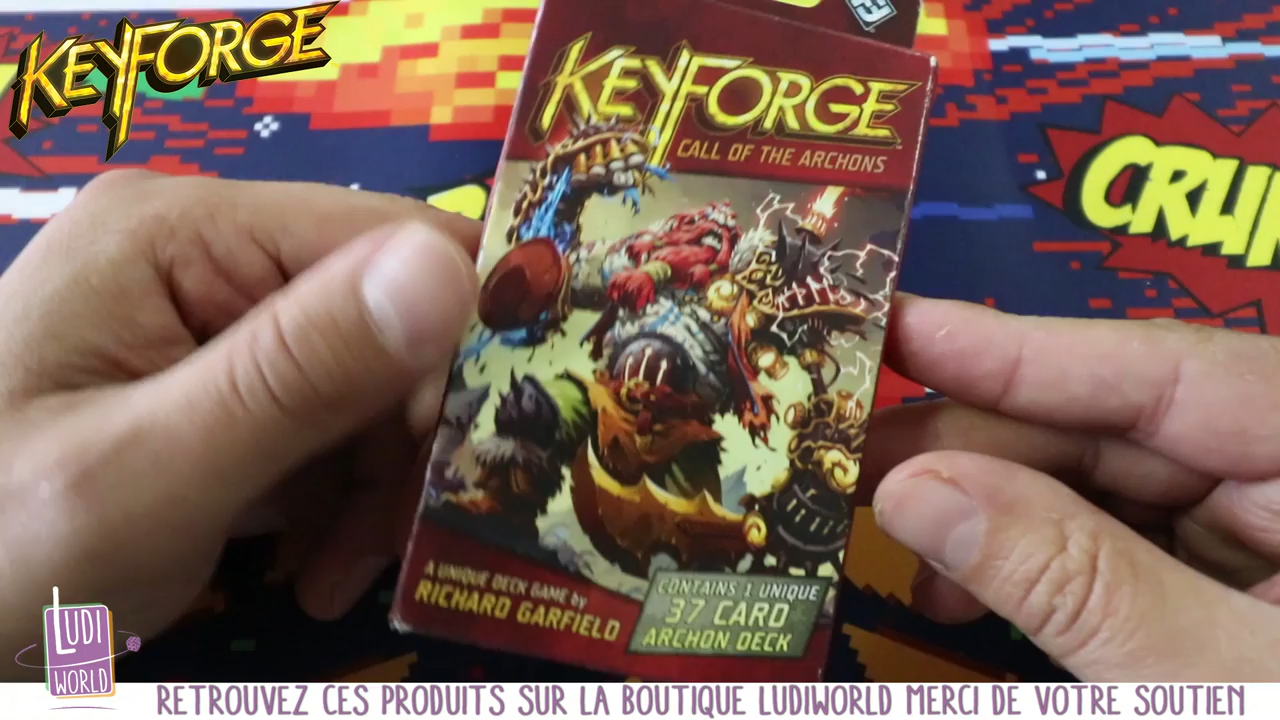 KEYFORGE
KEYFORGE
CALL OF THE ARCHONS
A UNIQUE DECK GAME by
RICHARD GARFIELD
CONTAINS 1 UNIQUE
37 CARD
ARCHON DECK
LUDI
WORLD
RETROUVEZ CES PRODUITS SUR LA BOUTIQUE LUDIWORLD MERCI DE VOTRE SOUTIEN